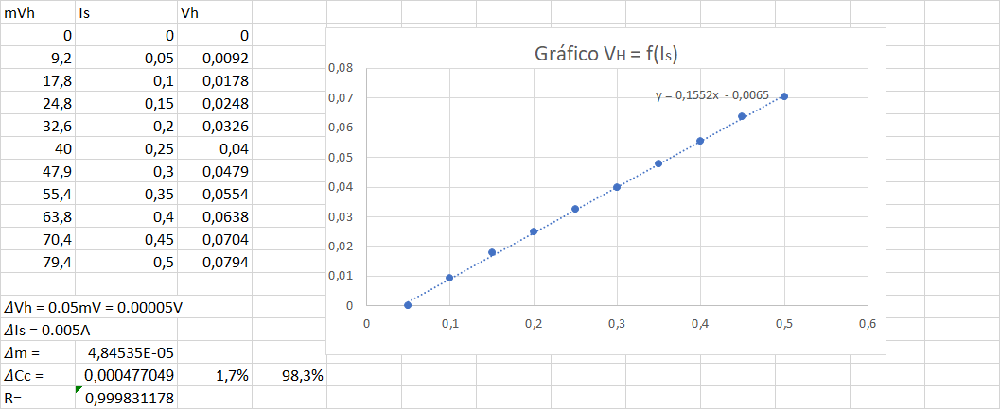 mVh Is Vh
0 0 0
9,2 0,05 0,0092
17,8 0,1 0,0178
24,8 0,15 0,0248
32,6 0,2 0,0326
40 0,25 0,04
47,9 0,3 0,0479
55,4 0,35 0,0554
63,8 0,4 0,0638
70,4 0,45 0,0704
79,4 0,5 0,0794
ΔVh = 0.05mV = 0.00005V
ΔIs = 0.005A
Δm = 4,84535E-05
ΔCc = 0,000477049 1,7% 98,3%
R= 0,999831178
Gráfico VH = f(Is)
y = 0,1552x - 0,0065
0,08
0,07
0,06
0,05
0,04
0,03
0,02
0,01
0
0 0,1 0,2 0,3 0,4 0,5 0,6